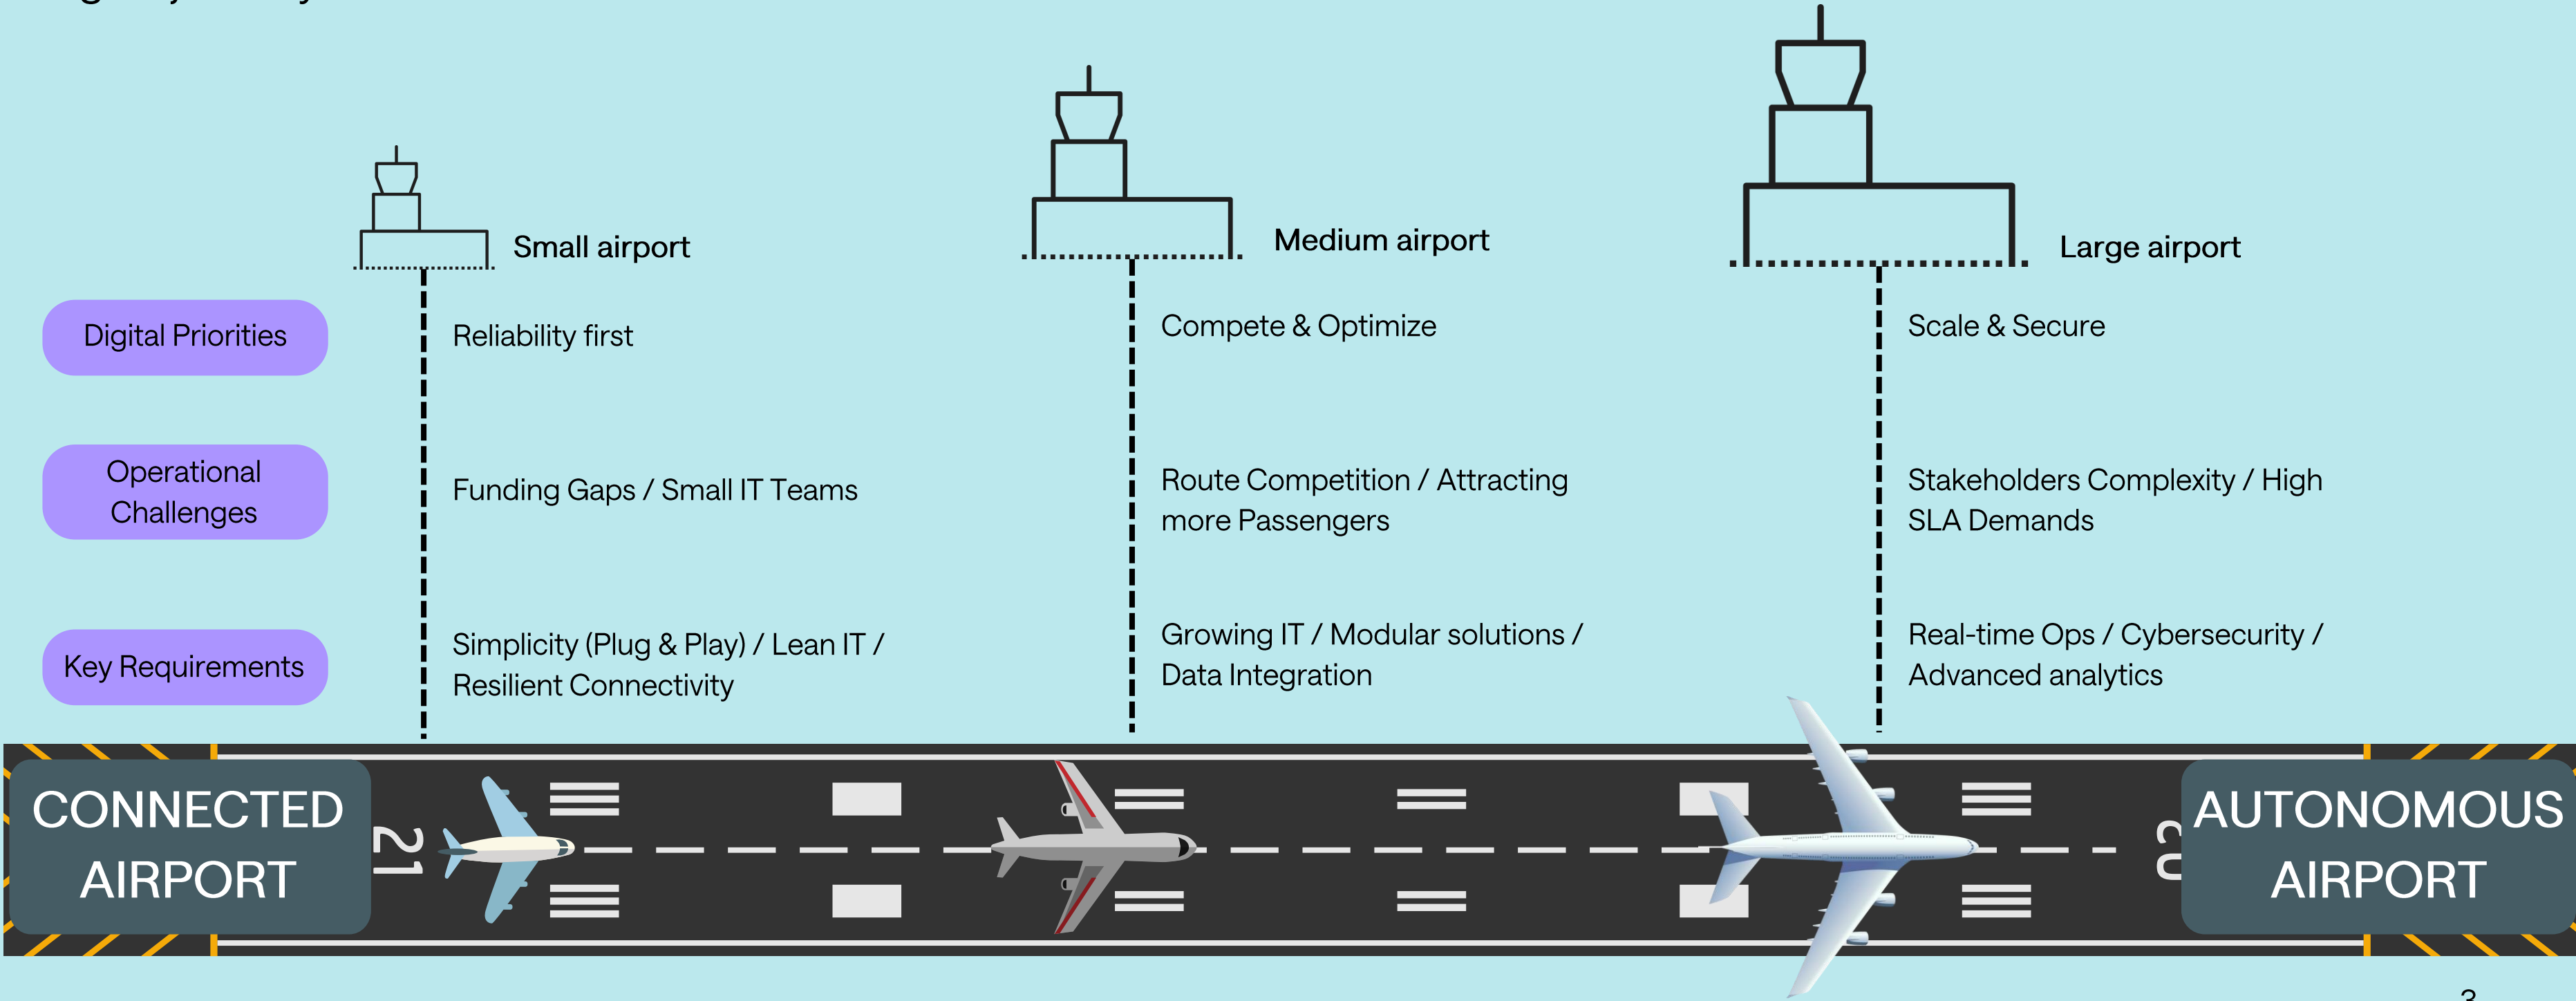 Small airport
Medium airport
Large airport
Digital Priorities
Reliability first
Compete & Optimize
Scale & Secure
Operational
Challenges
Funding Gaps / Small IT Teams
Route Competition / Attracting
more Passengers
Stakeholders Complexity / High
SLA Demands
Key Requirements
Simplicity (Plug & Play) / Lean IT /
Resilient Connectivity
Growing IT / Modular solutions /
Data Integration
Real-time Ops / Cybersecurity /
Advanced analytics
CONNECTED
AIRPORT
21
AUTONOMOUS
AIRPORT